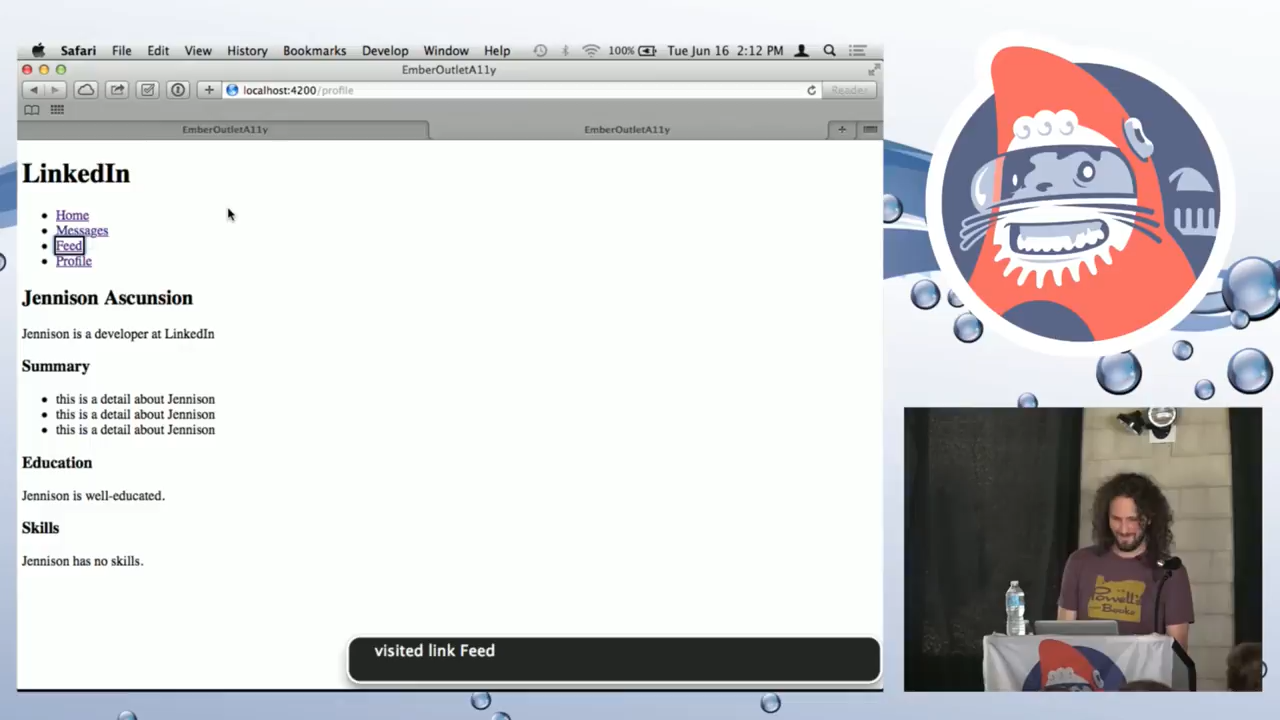 Safari File Edit View History Bookmarks Develop Window Help 100% Tue Jun 16 2:12 PM
EmberOutletA11y
localhost:4200/profile
Reader
EmberOutletA11y EmberOutletA11y
LinkedIn
Home
Messages
Feed
Profile
Jennison Ascunsion
Jennison is a developer at LinkedIn
Summary
this is a detail about Jennison
this is a detail about Jennison
this is a detail about Jennison
Education
Jennison is well-educated.
Skills
Jennison has no skills.
visited link Feed
Powell's
Books